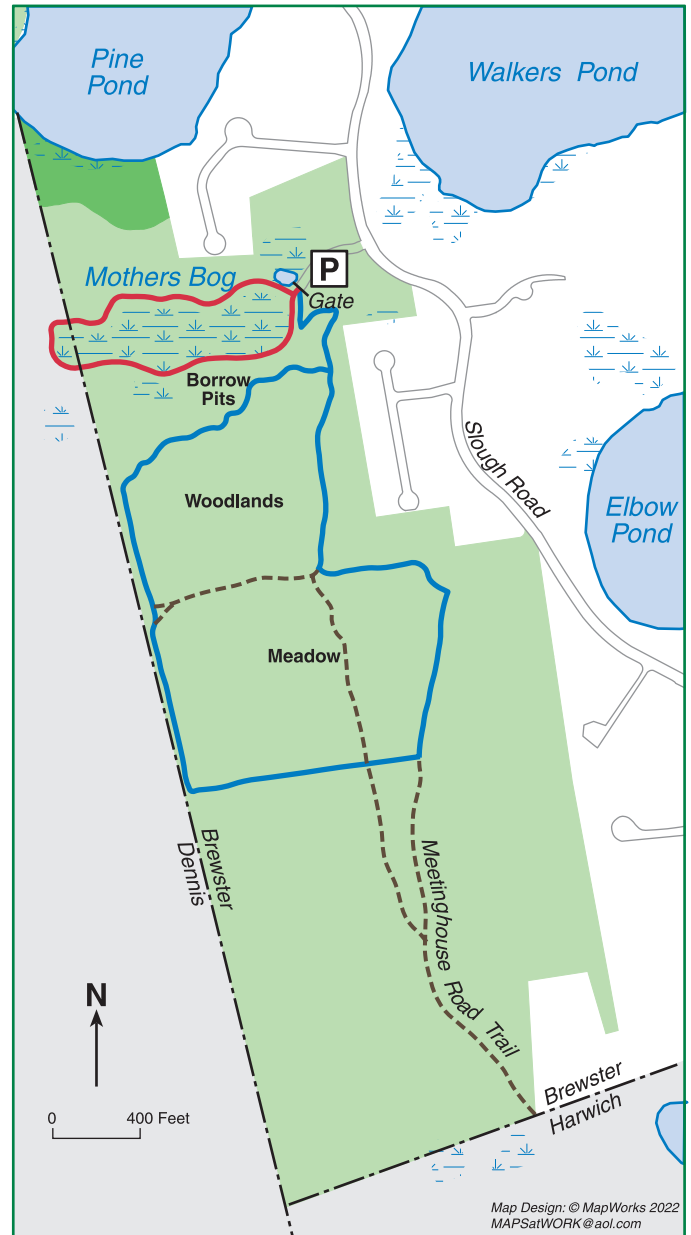 Pine
Pond
Walkers Pond
Mothers Bog
P
Gate
Borrow
Pits
Slough Road
Woodlands
Elbow
Pond
Meadow
Brewster
Dennis
Meetinghouse Road Trail
N
0 400 Feet
Brewster
Harwich
Map Design: © MapWorks 2022
MAPSatWORK@aol.com